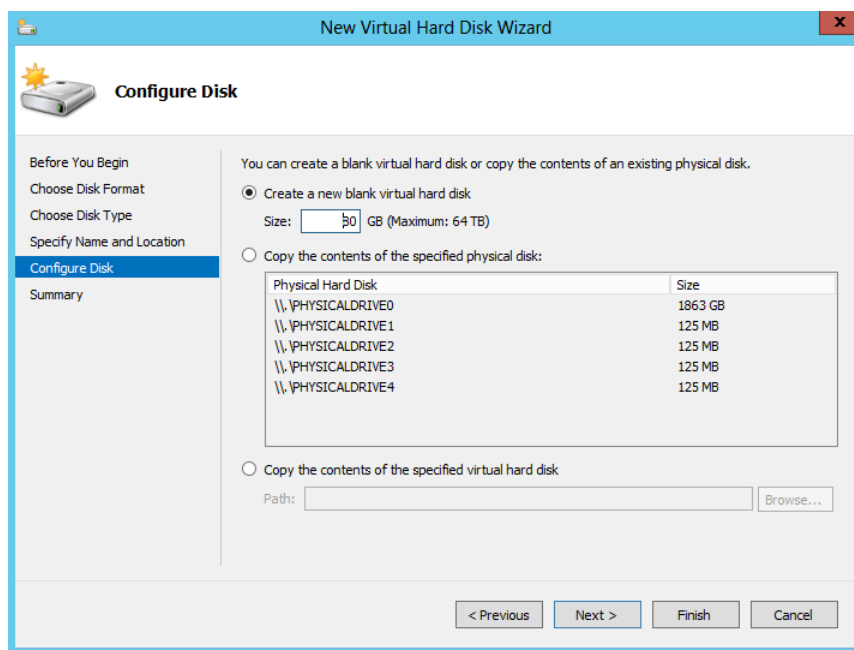 New Virtual Hard Disk Wizard
x
Configure Disk
Before You Begin
Choose Disk Format
Choose Disk Type
Specify Name and Location
Configure Disk
Summary
You can create a blank virtual hard disk or copy the contents of an existing physical disk.
Create a new blank virtual hard disk
Size: 30 GB (Maximum: 64 TB)
Copy the contents of the specified physical disk:
Physical Hard Disk Size
\\.\PHYSICALDRIVE0 1863 GB
\\.\PHYSICALDRIVE1 125 MB
\\.\PHYSICALDRIVE2 125 MB
\\.\PHYSICALDRIVE3 125 MB
\\.\PHYSICALDRIVE4 125 MB
Copy the contents of the specified virtual hard disk
Path: Browse...
< Previous Next > Finish Cancel